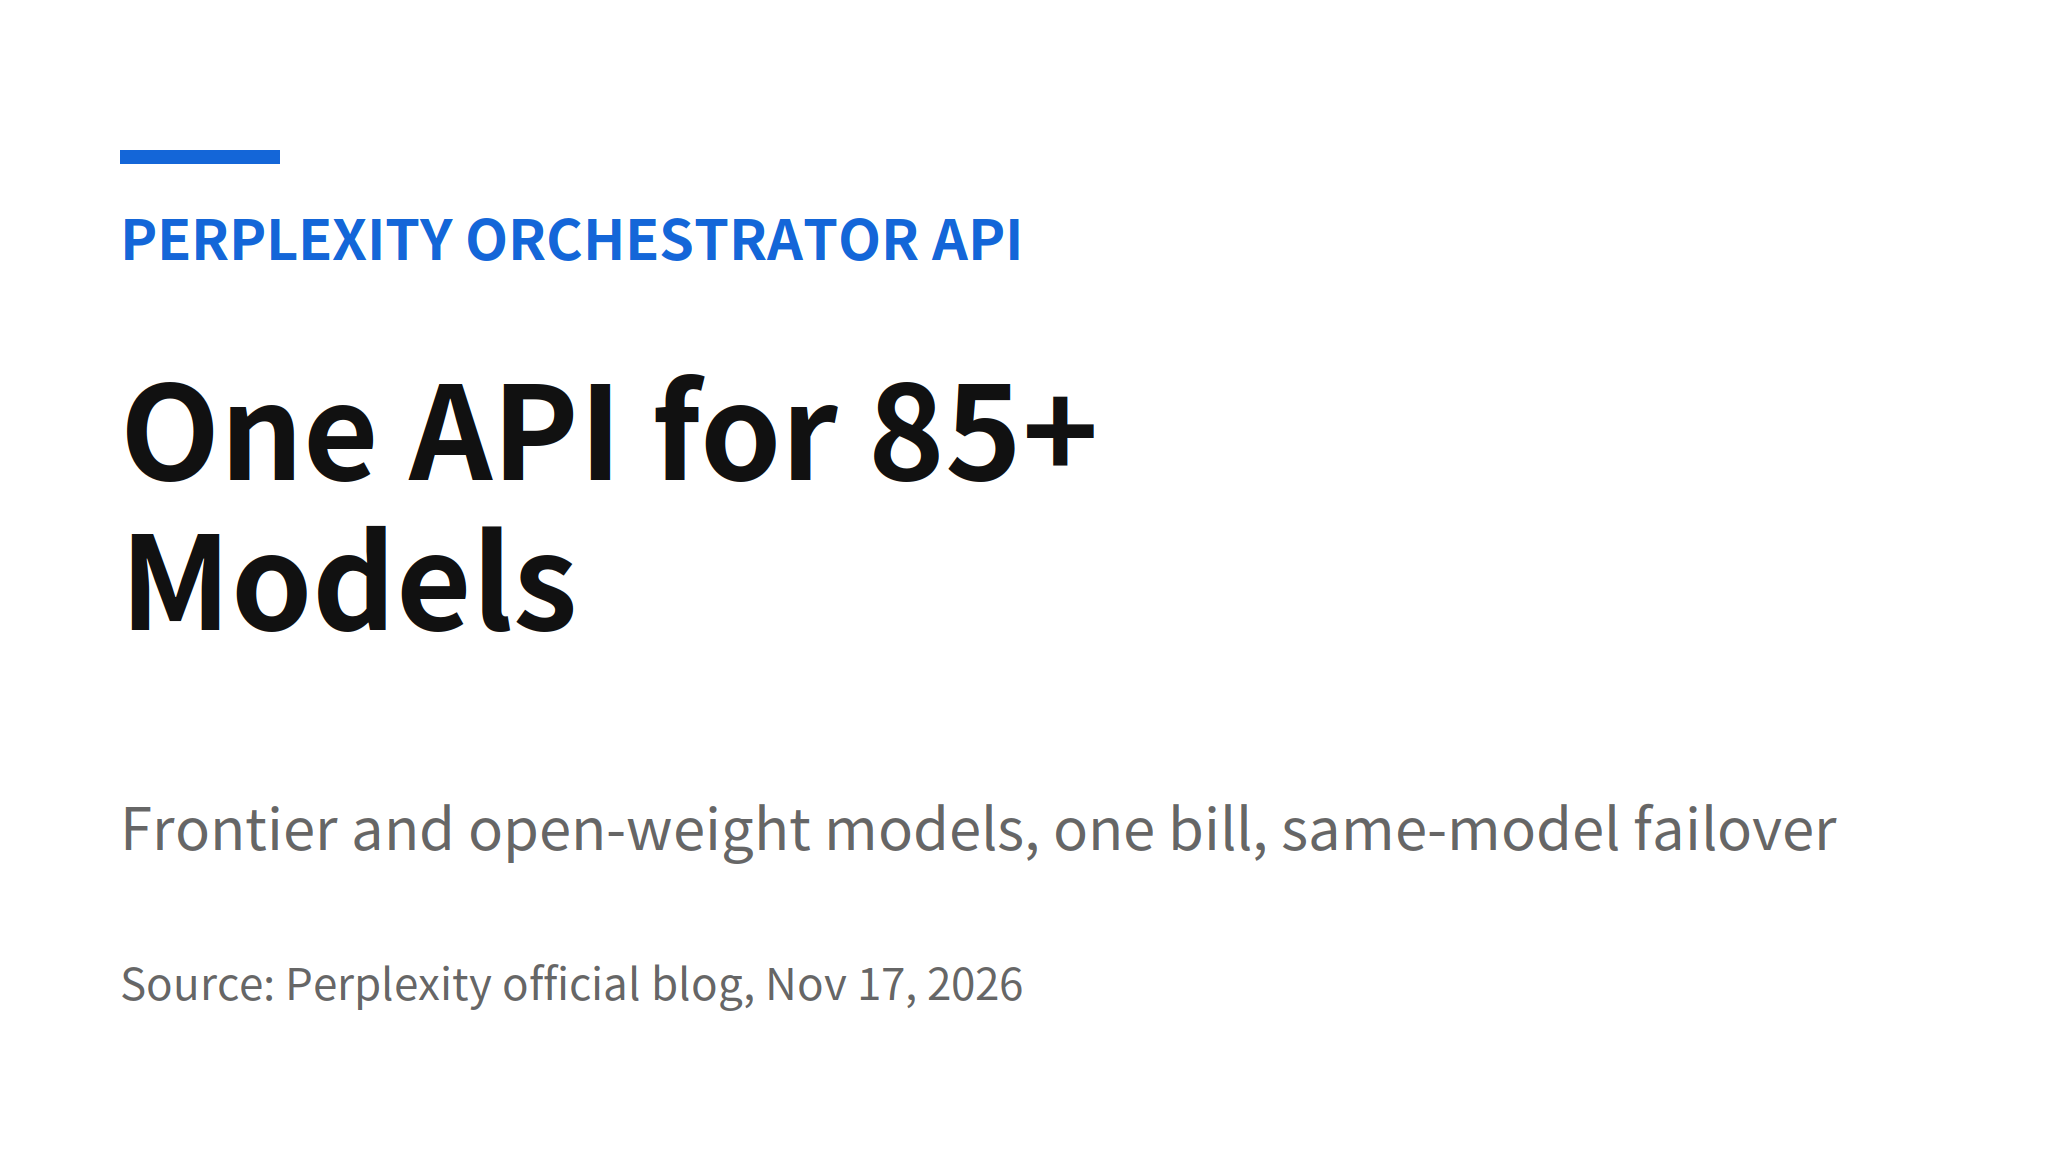 PERPLEXITY ORCHESTRATOR API
One API for 85+
Models
Frontier and open-weight models, one bill, same-model failover
Source: Perplexity official blog, Nov 17, 2026